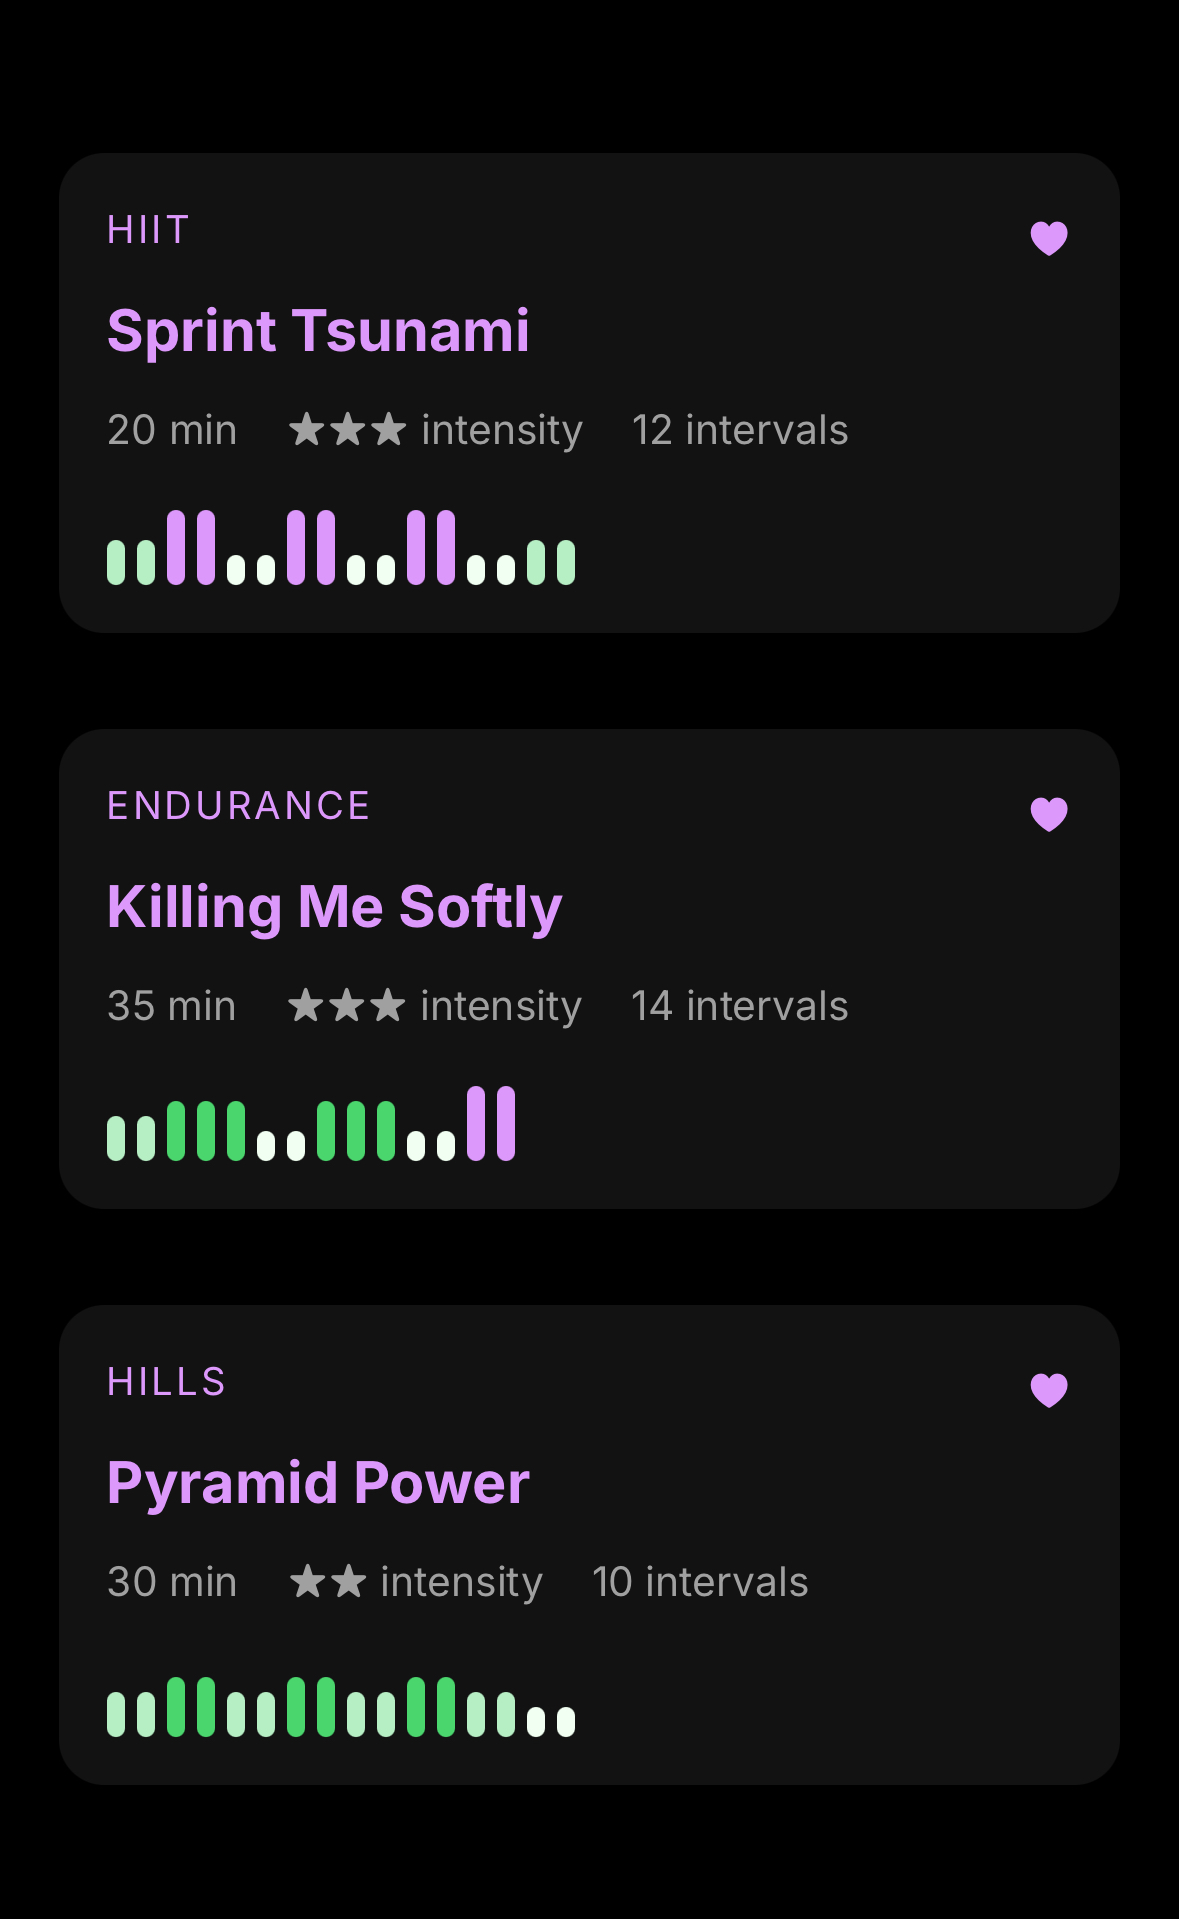 HIIT
Sprint Tsunami
20 min ★★★ intensity 12 intervals
ENDURANCE
Killing Me Softly
35 min ★★★ intensity 14 intervals
HILLS
Pyramid Power
30 min ★★ intensity 10 intervals